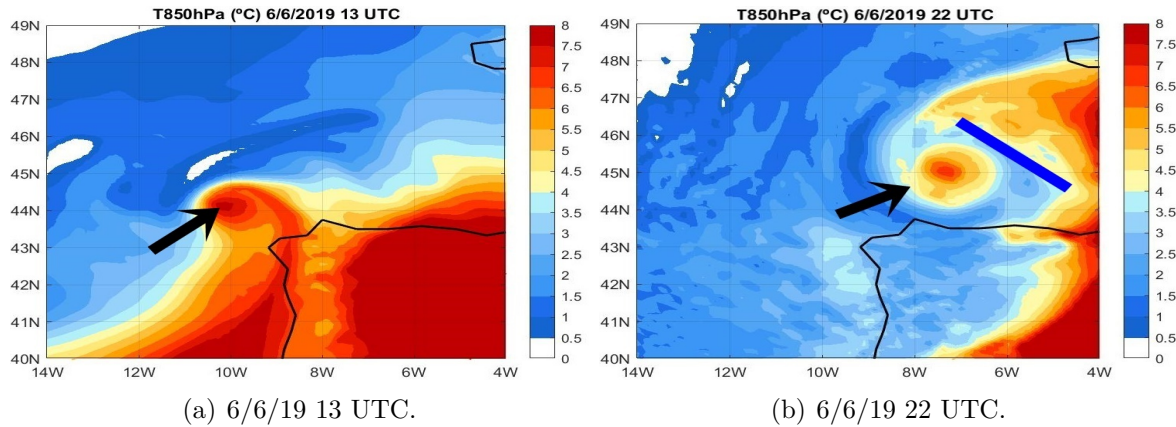 T850hPa (ºC) 6/6/2019 13 UTC
49N
48N
47N
46N
45N
44N
43N
42N
41N
40N
14W
12W
10W
8W
6W
4W
8
7.5
7
6.5
6
5.5
5
4.5
4
3.5
3
2.5
2
1.5
1
0.5
0
(a) 6/6/19 13 UTC.
T850hPa (ºC) 6/6/2019 22 UTC
49N
48N
47N
46N
45N
44N
43N
42N
41N
40N
14W
12W
10W
8W
6W
4W
8
7.5
7
6.5
6
5.5
5
4.5
4
3.5
3
2.5
2
1.5
1
0.5
0
(b) 6/6/19 22 UTC.